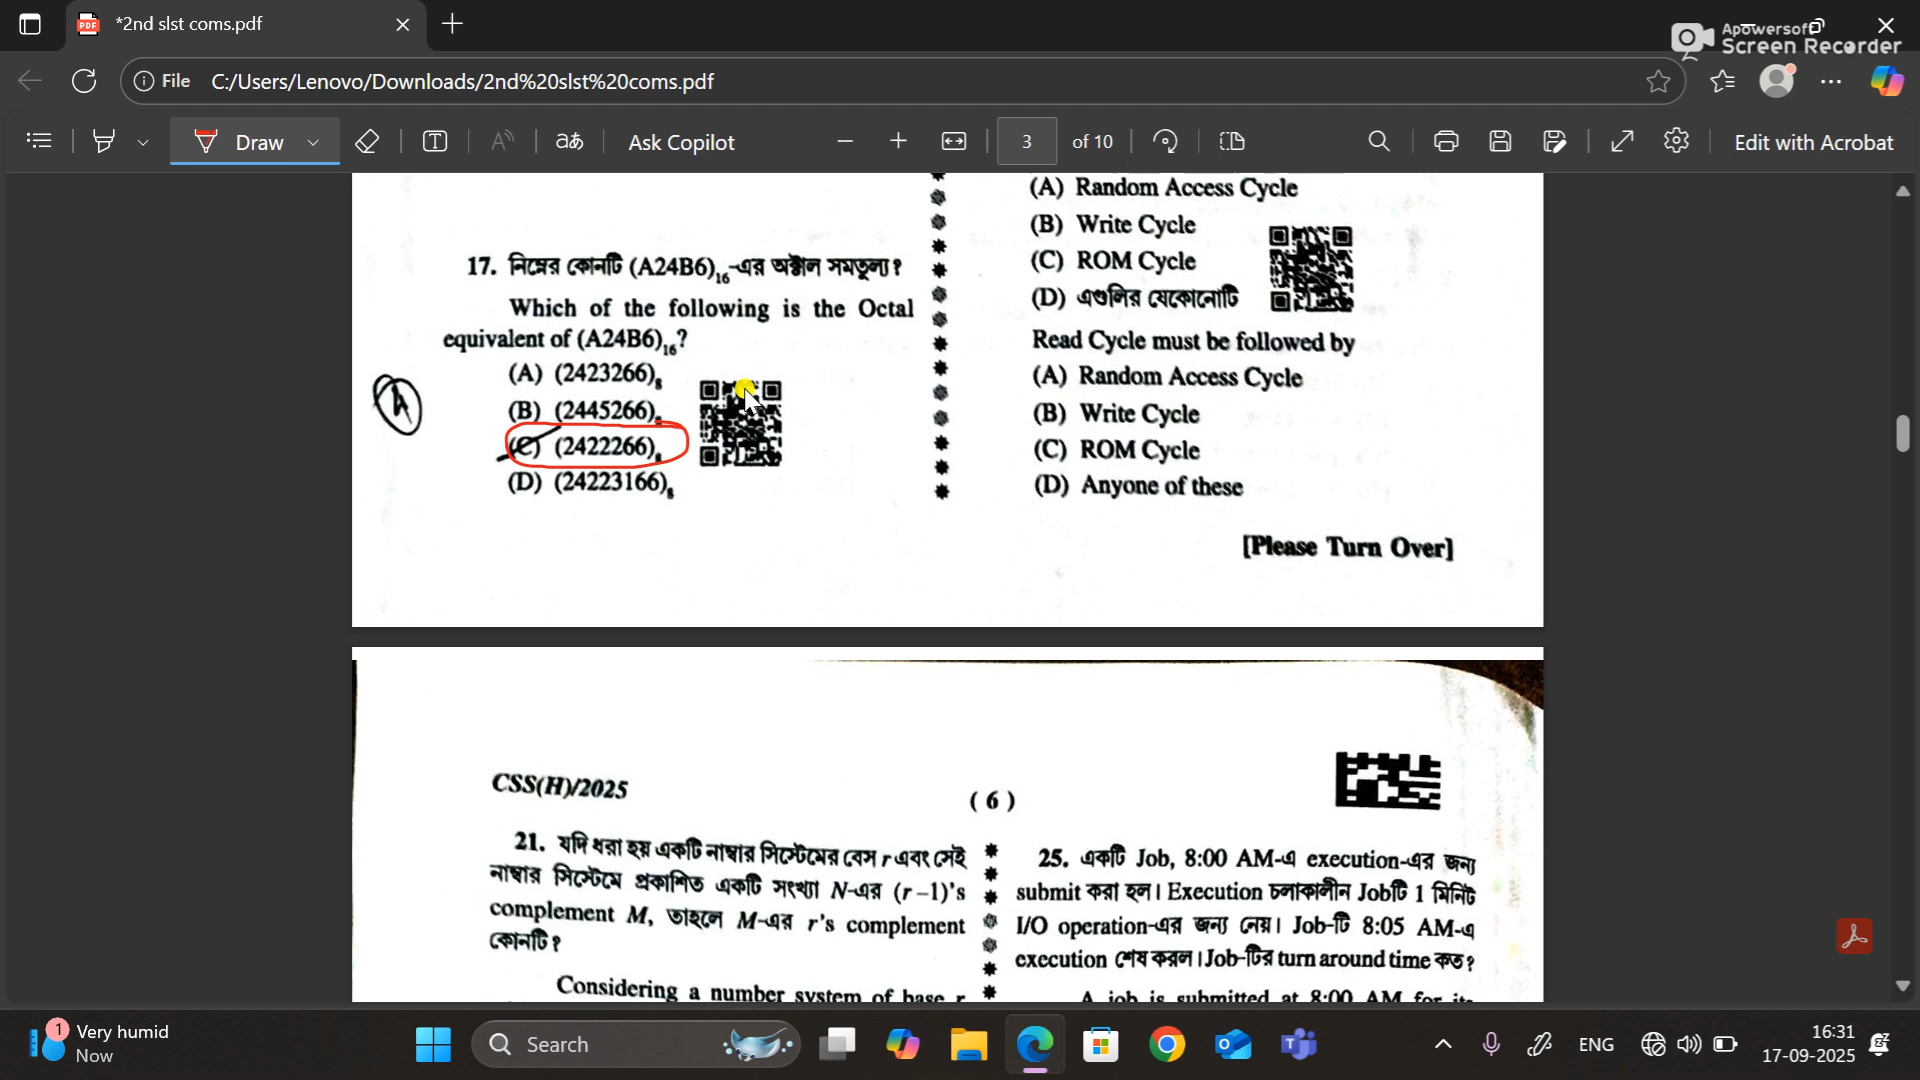 *2nd slst coms.pdf
Apowersoft
Screen Recorder
File C:/Users/Lenovo/Downloads/2nd%20slst%20coms.pdf
Draw
Ask Copilot
3 of 10
Edit with Acrobat
17. নিম্নের কোনটি (A24B6)16-এর অক্টাল সমতুল্য?
Which of the following is the Octal
equivalent of (A24B6)16?
(A) (2423266)8
(B) (2445266)8
(C) (2422266)8
(D) (24223166)8
(A) Random Access Cycle
(B) Write Cycle
(C) ROM Cycle
(D) এগুলির যেকোনোটি
Read Cycle must be followed by
(A) Random Access Cycle
(B) Write Cycle
(C) ROM Cycle
(D) Anyone of these
[Please Turn Over]
CSS(H)/2025
( 6 )
21. যদি ধরা হয় একটি নাম্বার সিস্টেমের বেস r এবং সেই
নাম্বার সিস্টেমে প্রকাশিত একটি সংখ্যা N-এর (r –1)'s
complement M, তাহলে M-এর r's complement
কোনটি?
Considering a number system of base r
25. একটি Job, 8:00 AM-এ execution-এর জন্য
submit করা হল। Execution চলাকালীন Jobটি 1 মিনিট
I/O operation-এর জন্য নেয়। Job-টি 8:05 AM-এ
execution শেষ করল। Job-টির turn around time কত?
A job is submitted at 8:00 AM for its
1
Very humid
Now
Search
ENG
16:31
17-09-2025